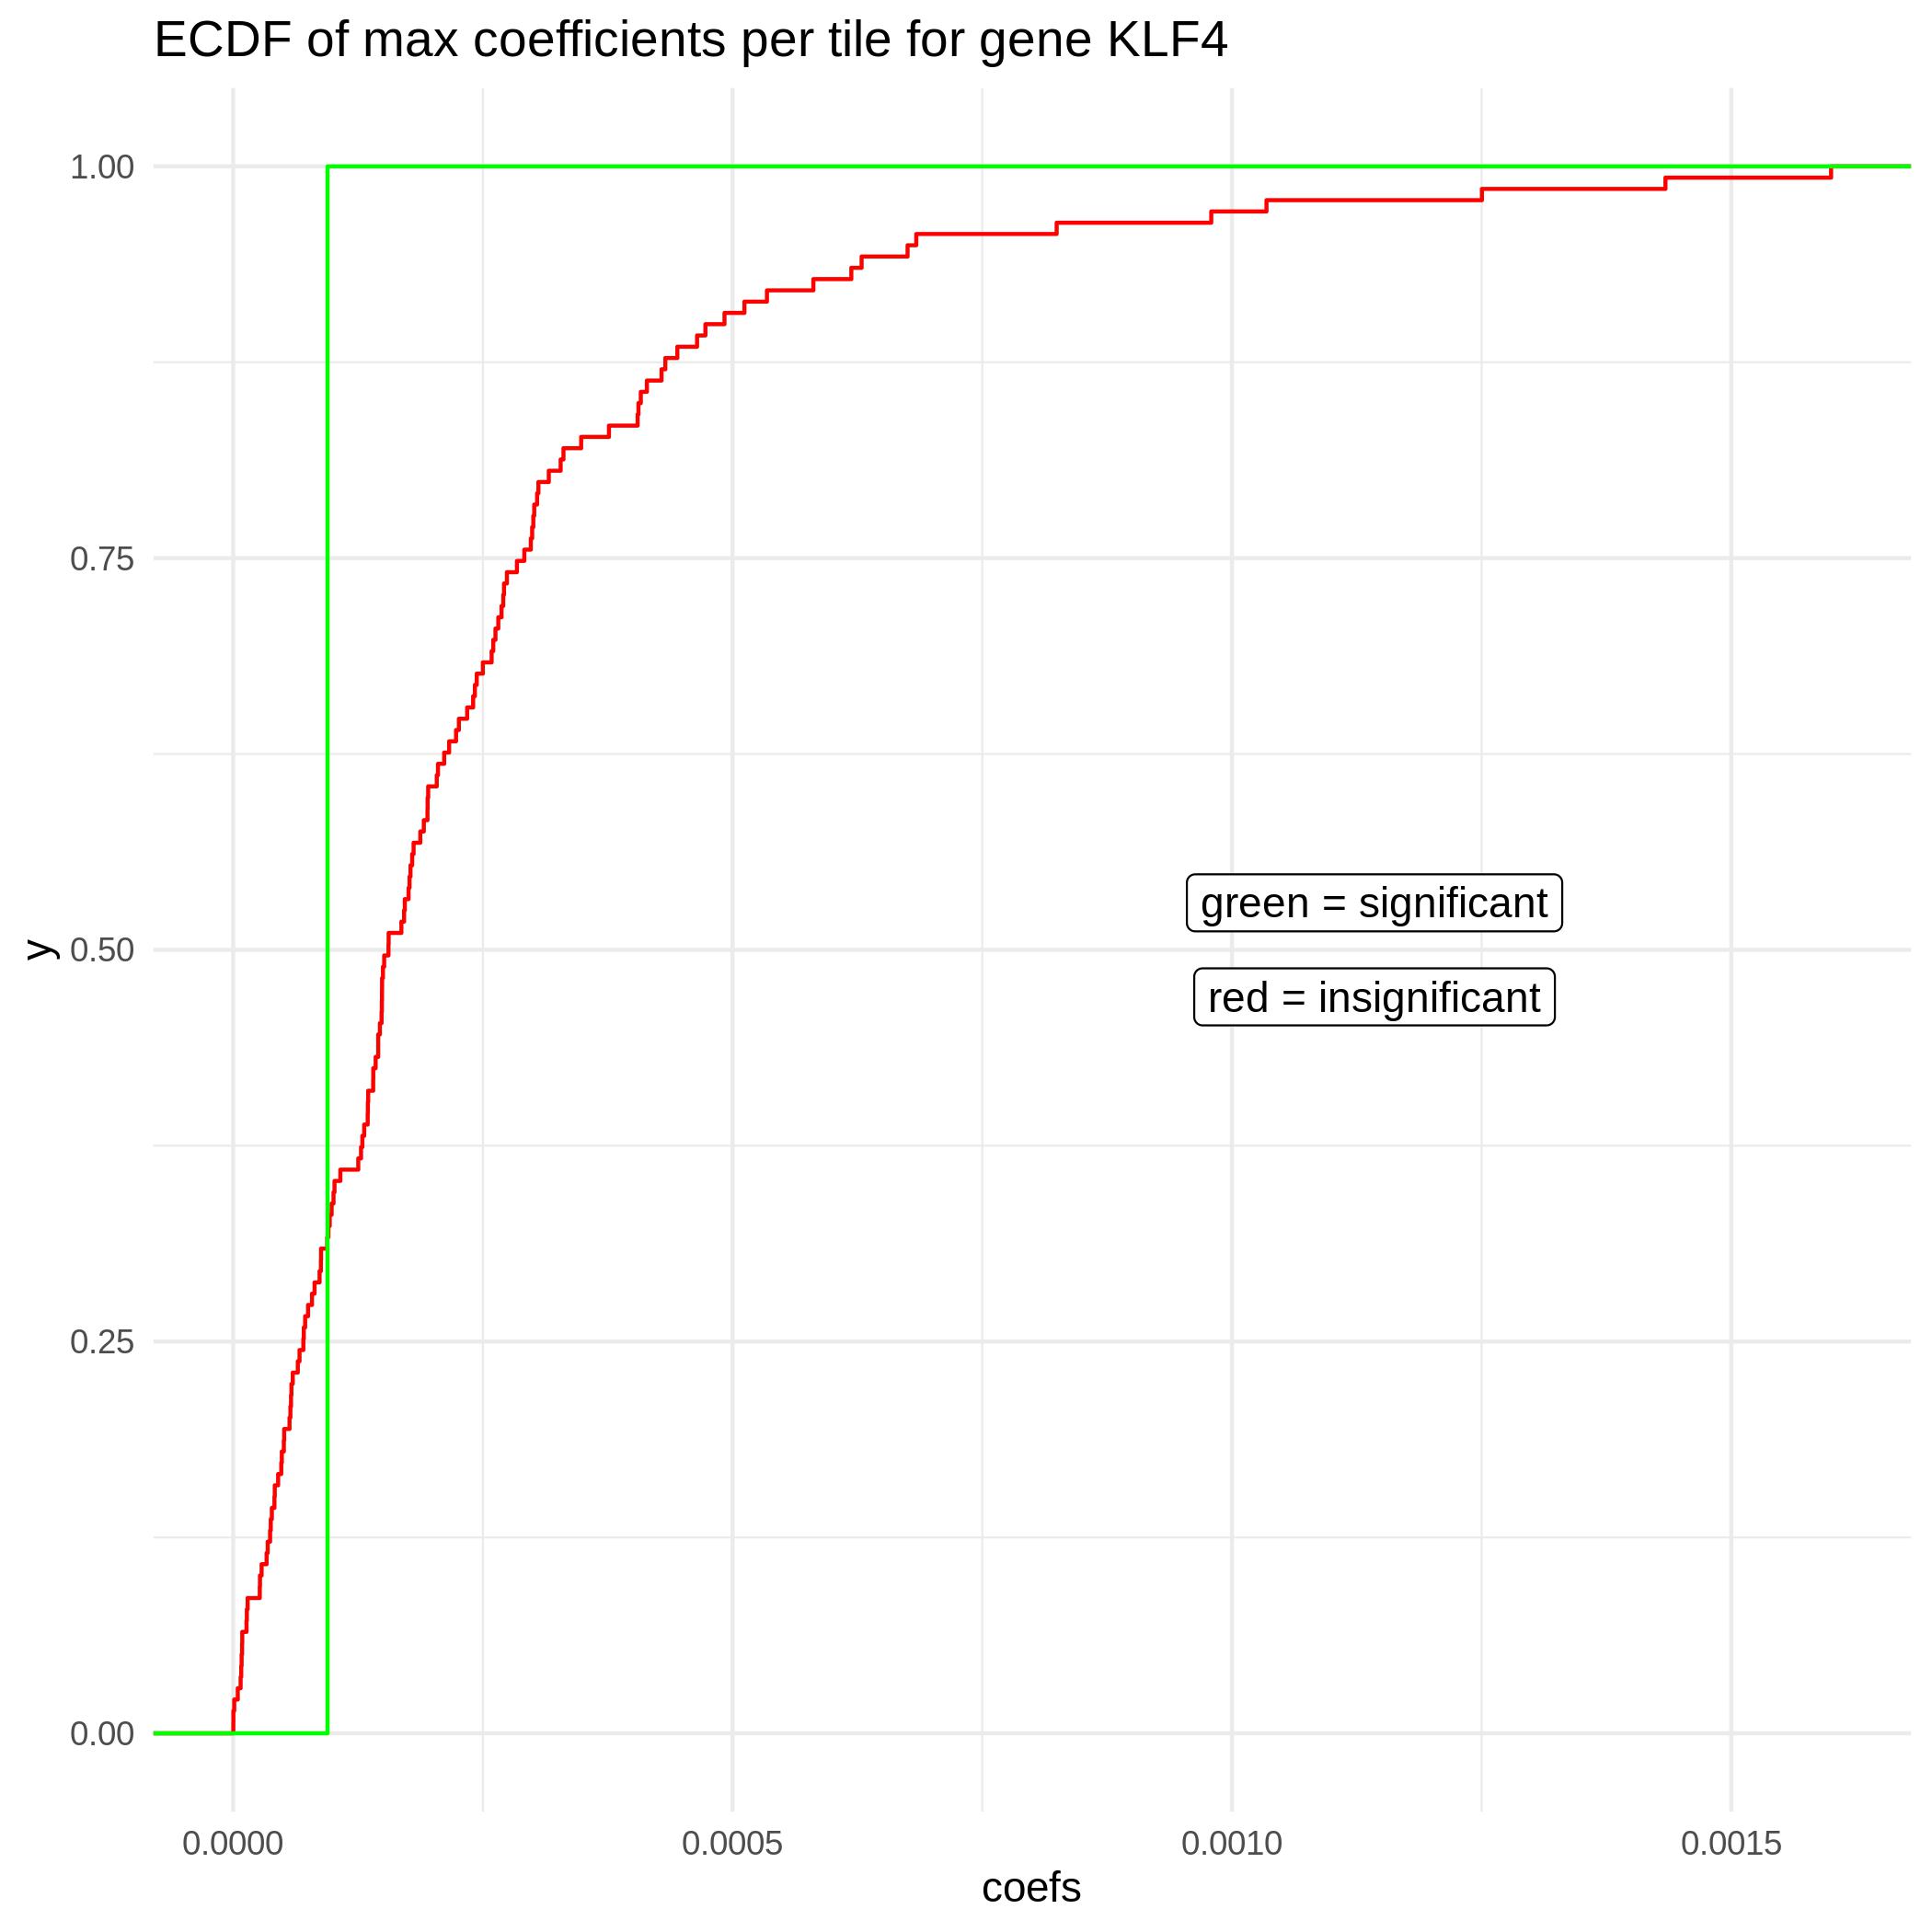 ECDF of max coefficients per tile for gene KLF4
1.00
0.75
0.50
0.25
0.00
y
green = significant
red = insignificant
0.0000 0.0005 0.0010 0.0015
coefs